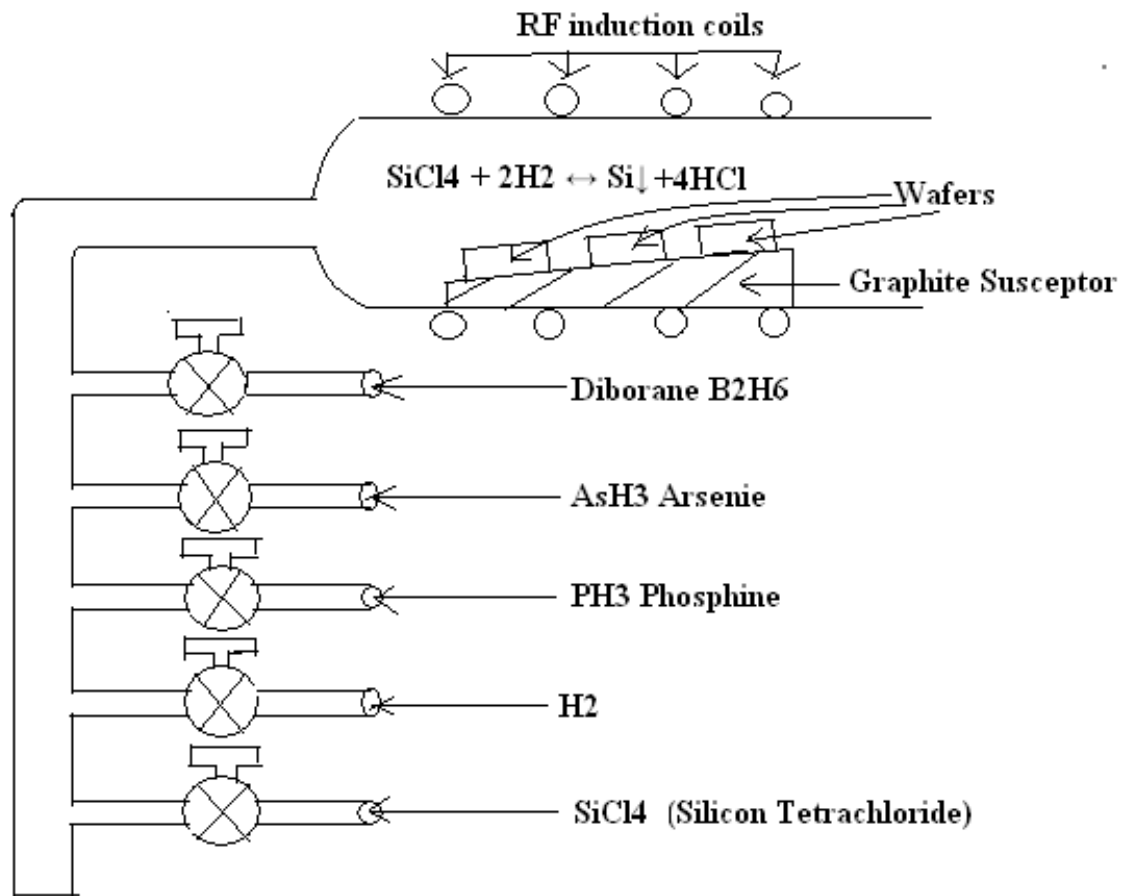 RF induction coils
SiCl4 + 2H2 ↔ Si↓ +4HCl
Wafers
Graphite Susceptor
Diborane B2H6
AsH3 Arsenie
PH3 Phosphine
H2
SiCl4 (Silicon Tetrachloride)